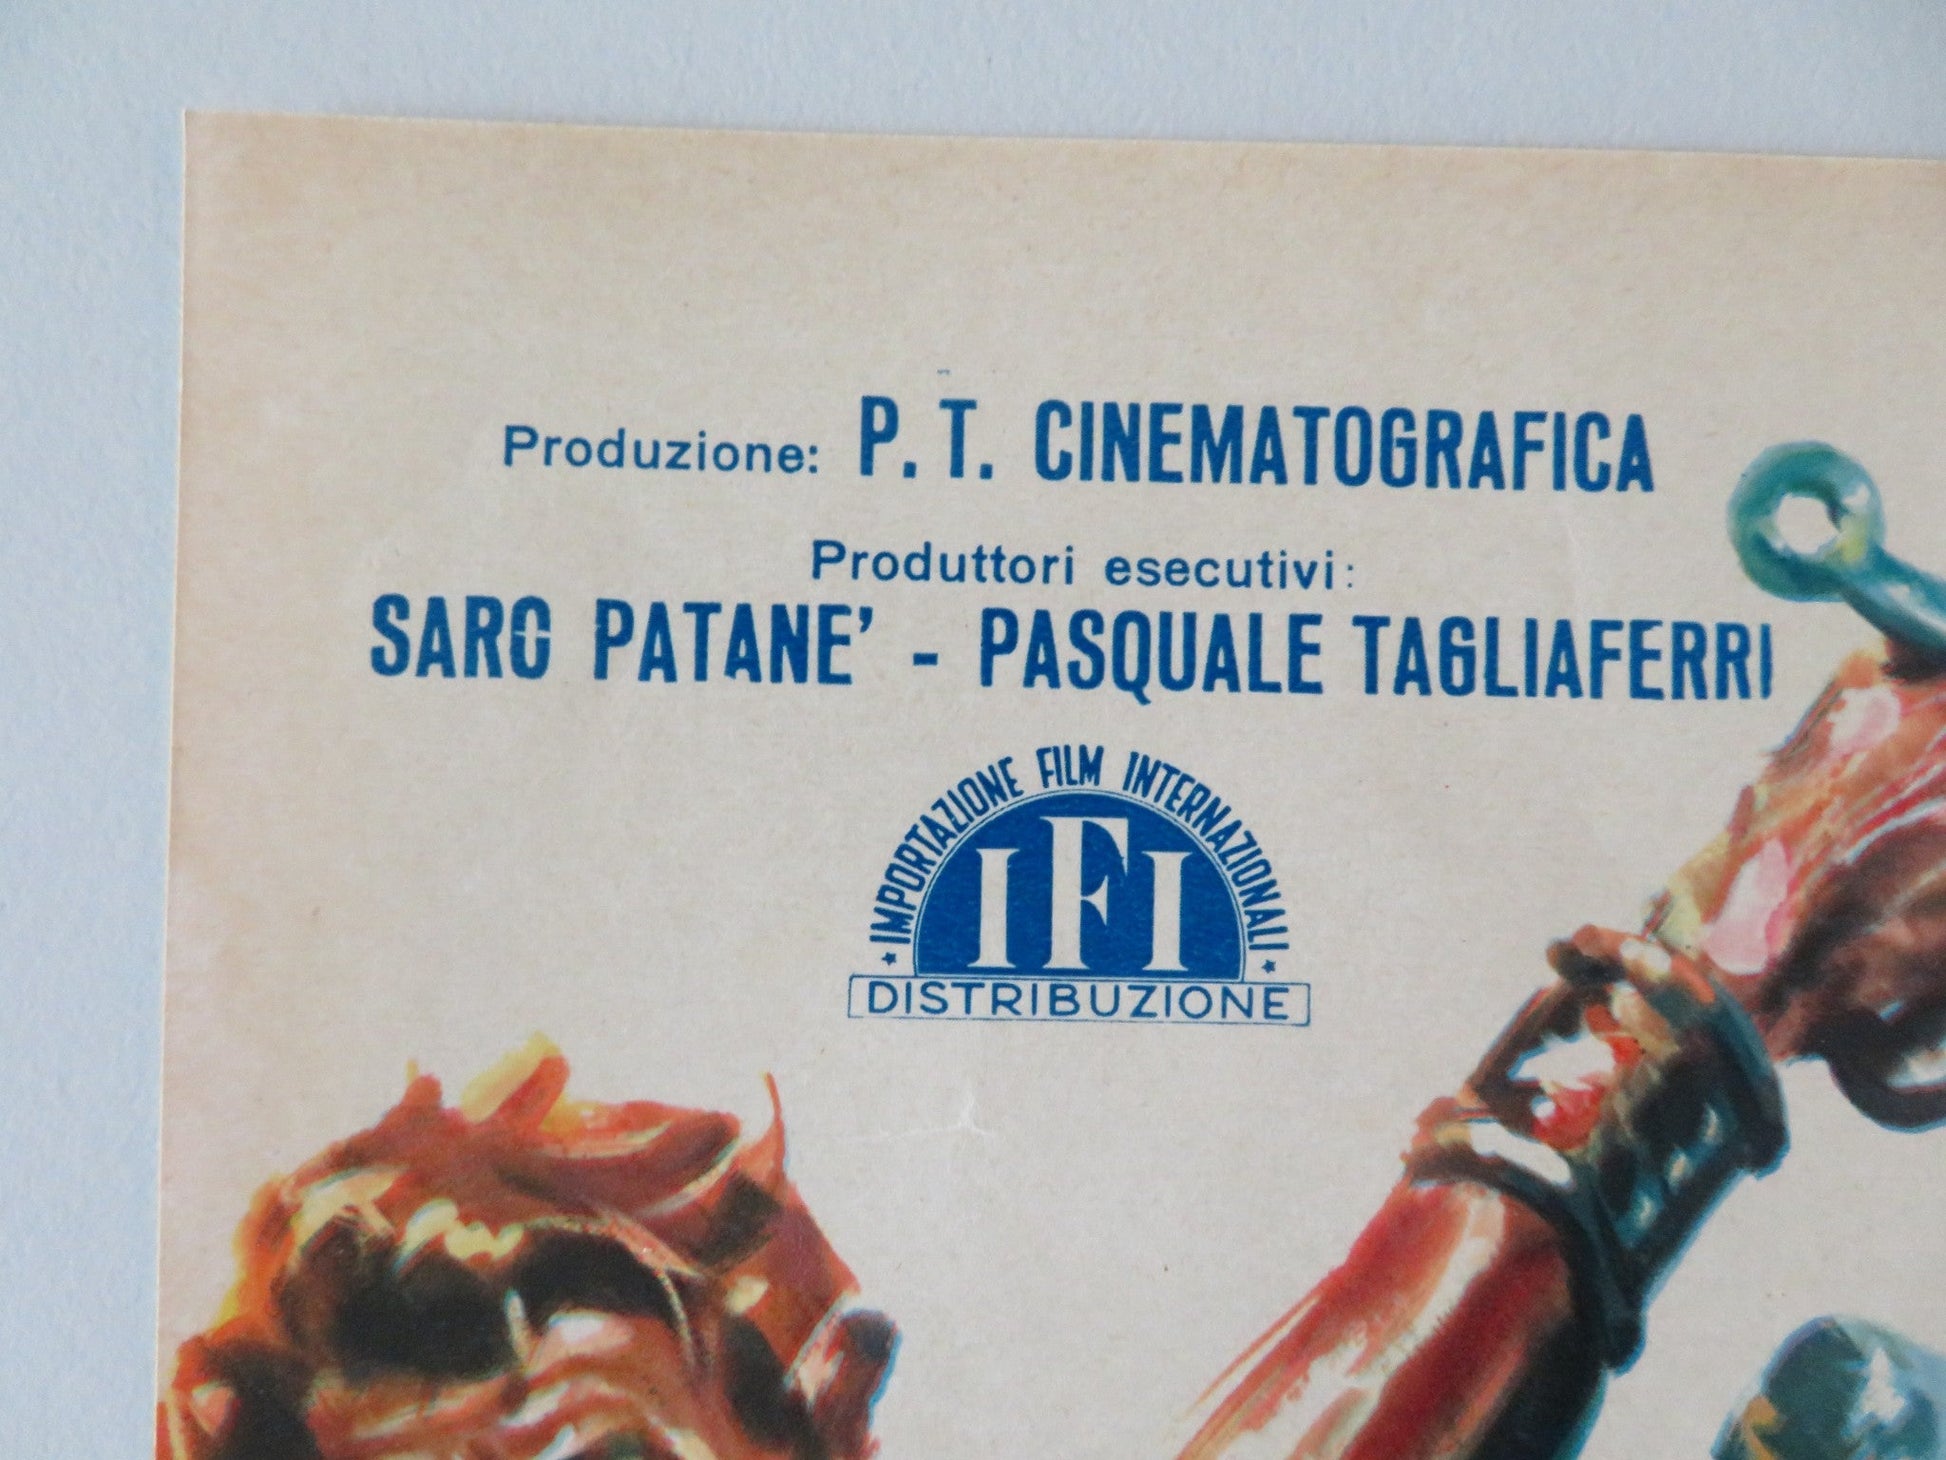 Produzione: P. T. CINEMATOGRAFICA
Produttori esecutivi:
SARO PATANE' - PASQUALE TAGLIAFERRI
★ IMPORTAZIONE FILM INTERNAZIONALI ★
IFI
DISTRIBUZIONE